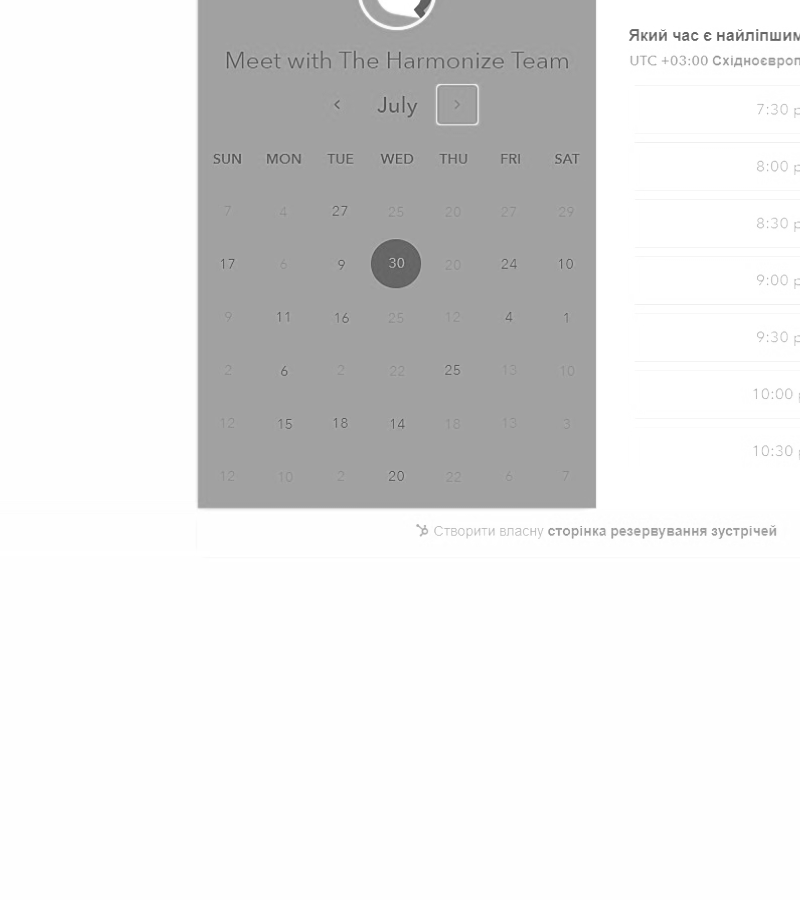 Meet with The Harmonize Team
July
SUN MON TUE WED THU FRI SAT
7 4 27 25 20 27 29
17 6 9 30 20 24 10
9 11 16 25 12 4 1
2 6 2 22 25 13 10
12 15 18 14 18 13 3
12 10 2 20 22 6 7
Який час є найліпшим
UTC +03:00 Східноєвроп
7:30 p
8:00 p
8:30 p
9:00 p
9:30 p
10:00 p
10:30 p
Створити власну сторінка резервування зустрічей